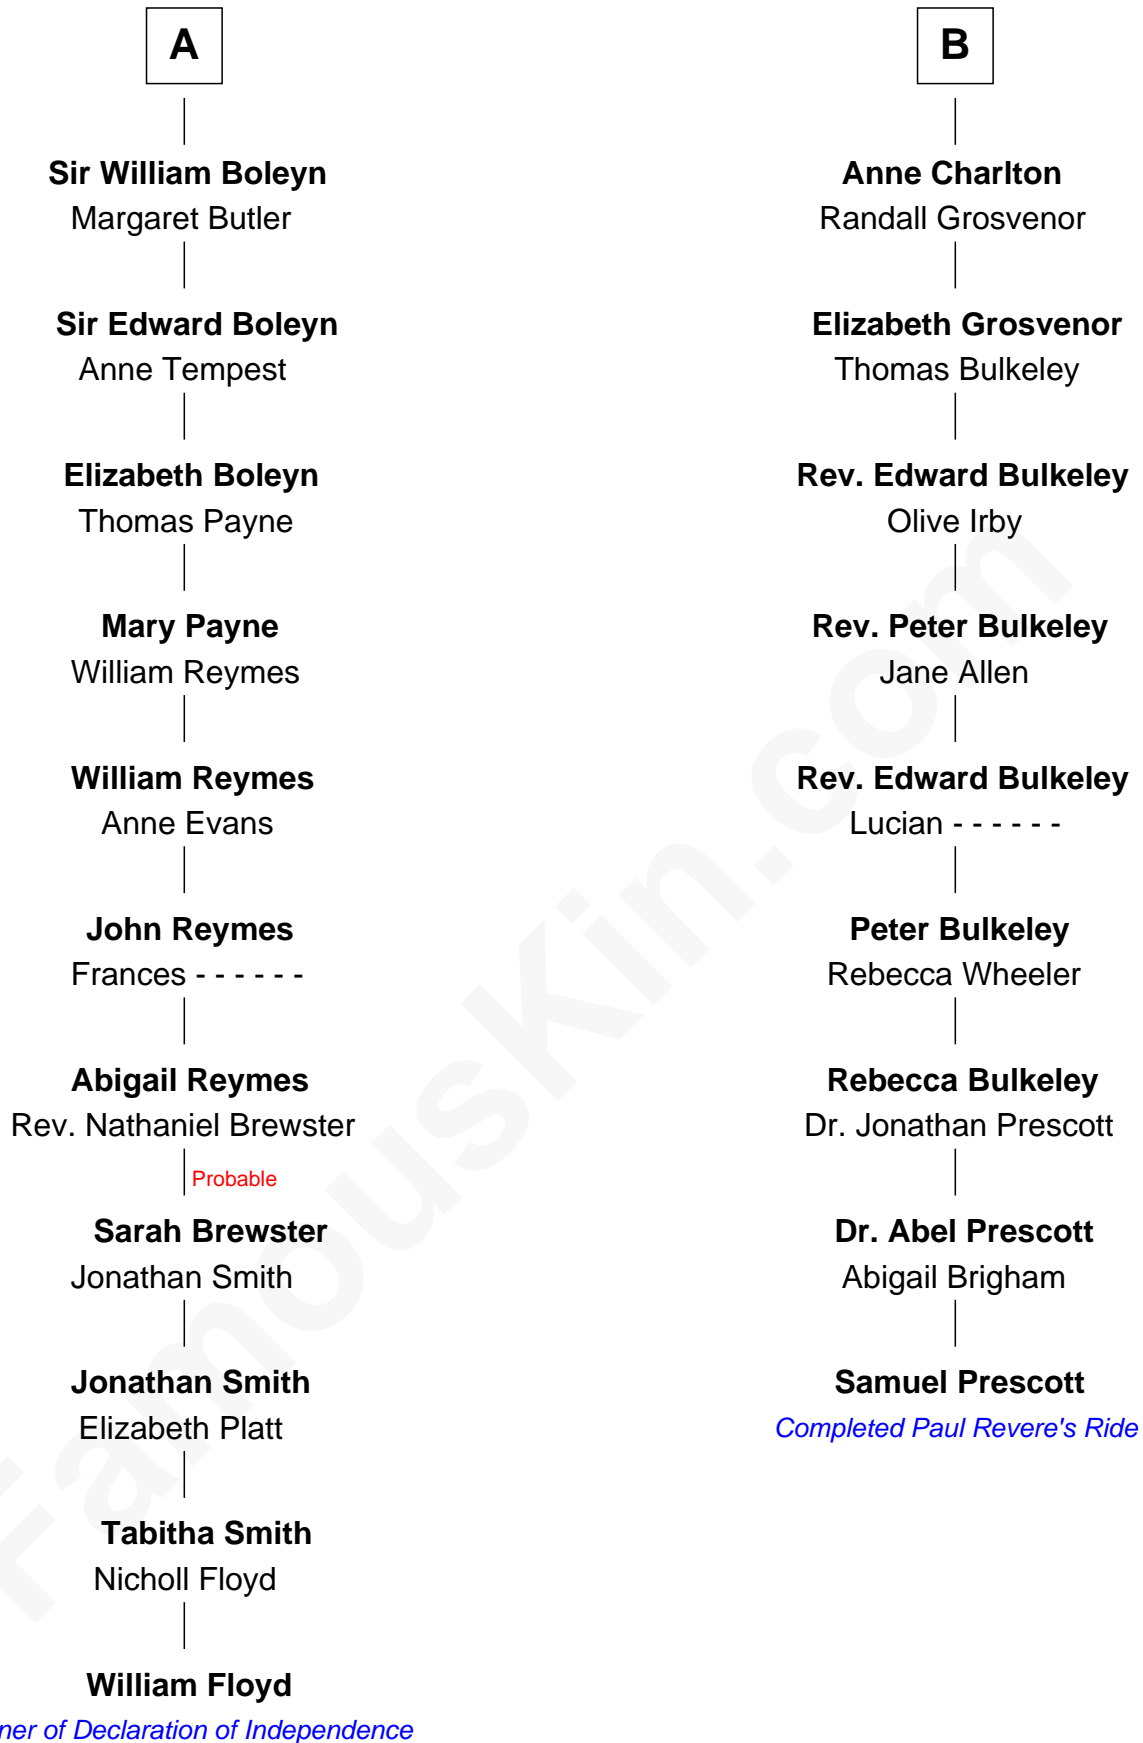 A
Sir William Boleyn
Margaret Butler
Sir Edward Boleyn
Anne Tempest
Elizabeth Boleyn
Thomas Payne
Mary Payne
William Reymes
William Reymes
Anne Evans
John Reymes
Frances - - - - - -
Abigail Reymes
Rev. Nathaniel Brewster
Probable
Sarah Brewster
Jonathan Smith
Jonathan Smith
Elizabeth Platt
Tabitha Smith
Nicholl Floyd
William Floyd
ner of Declaration of Independence
B
Anne Charlton
Randall Grosvenor
Elizabeth Grosvenor
Thomas Bulkeley
Rev. Edward Bulkeley
Olive Irby
Rev. Peter Bulkeley
Jane Allen
Rev. Edward Bulkeley
Lucian - - - - - -
Peter Bulkeley
Rebecca Wheeler
Rebecca Bulkeley
Dr. Jonathan Prescott
Dr. Abel Prescott
Abigail Brigham
Samuel Prescott
Completed Paul Revere's Ride
FamousKin.com